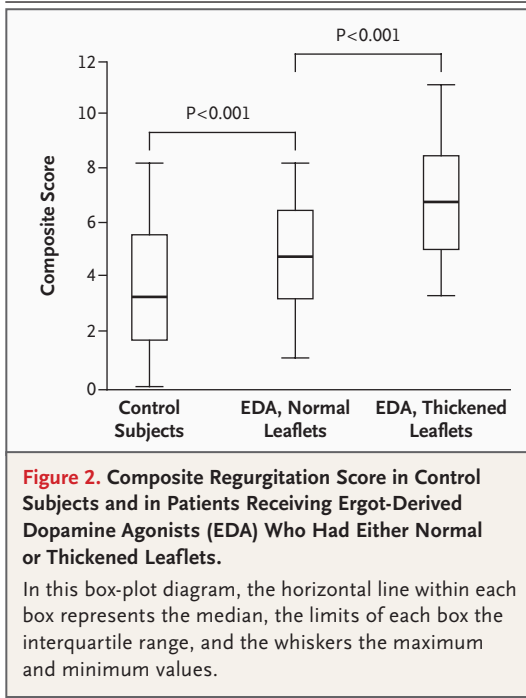 P<0.001
P<0.001
12
10
8
6
4
2
0
Composite Score
Control
Subjects
EDA, Normal
Leaflets
EDA, Thickened
Leaflets
Figure 2. Composite Regurgitation Score in Control
Subjects and in Patients Receiving Ergot-Derived
Dopamine Agonists (EDA) Who Had Either Normal
or Thickened Leaflets.
In this box-plot diagram, the horizontal line within each
box represents the median, the limits of each box the
interquartile range, and the whiskers the maximum
and minimum values.